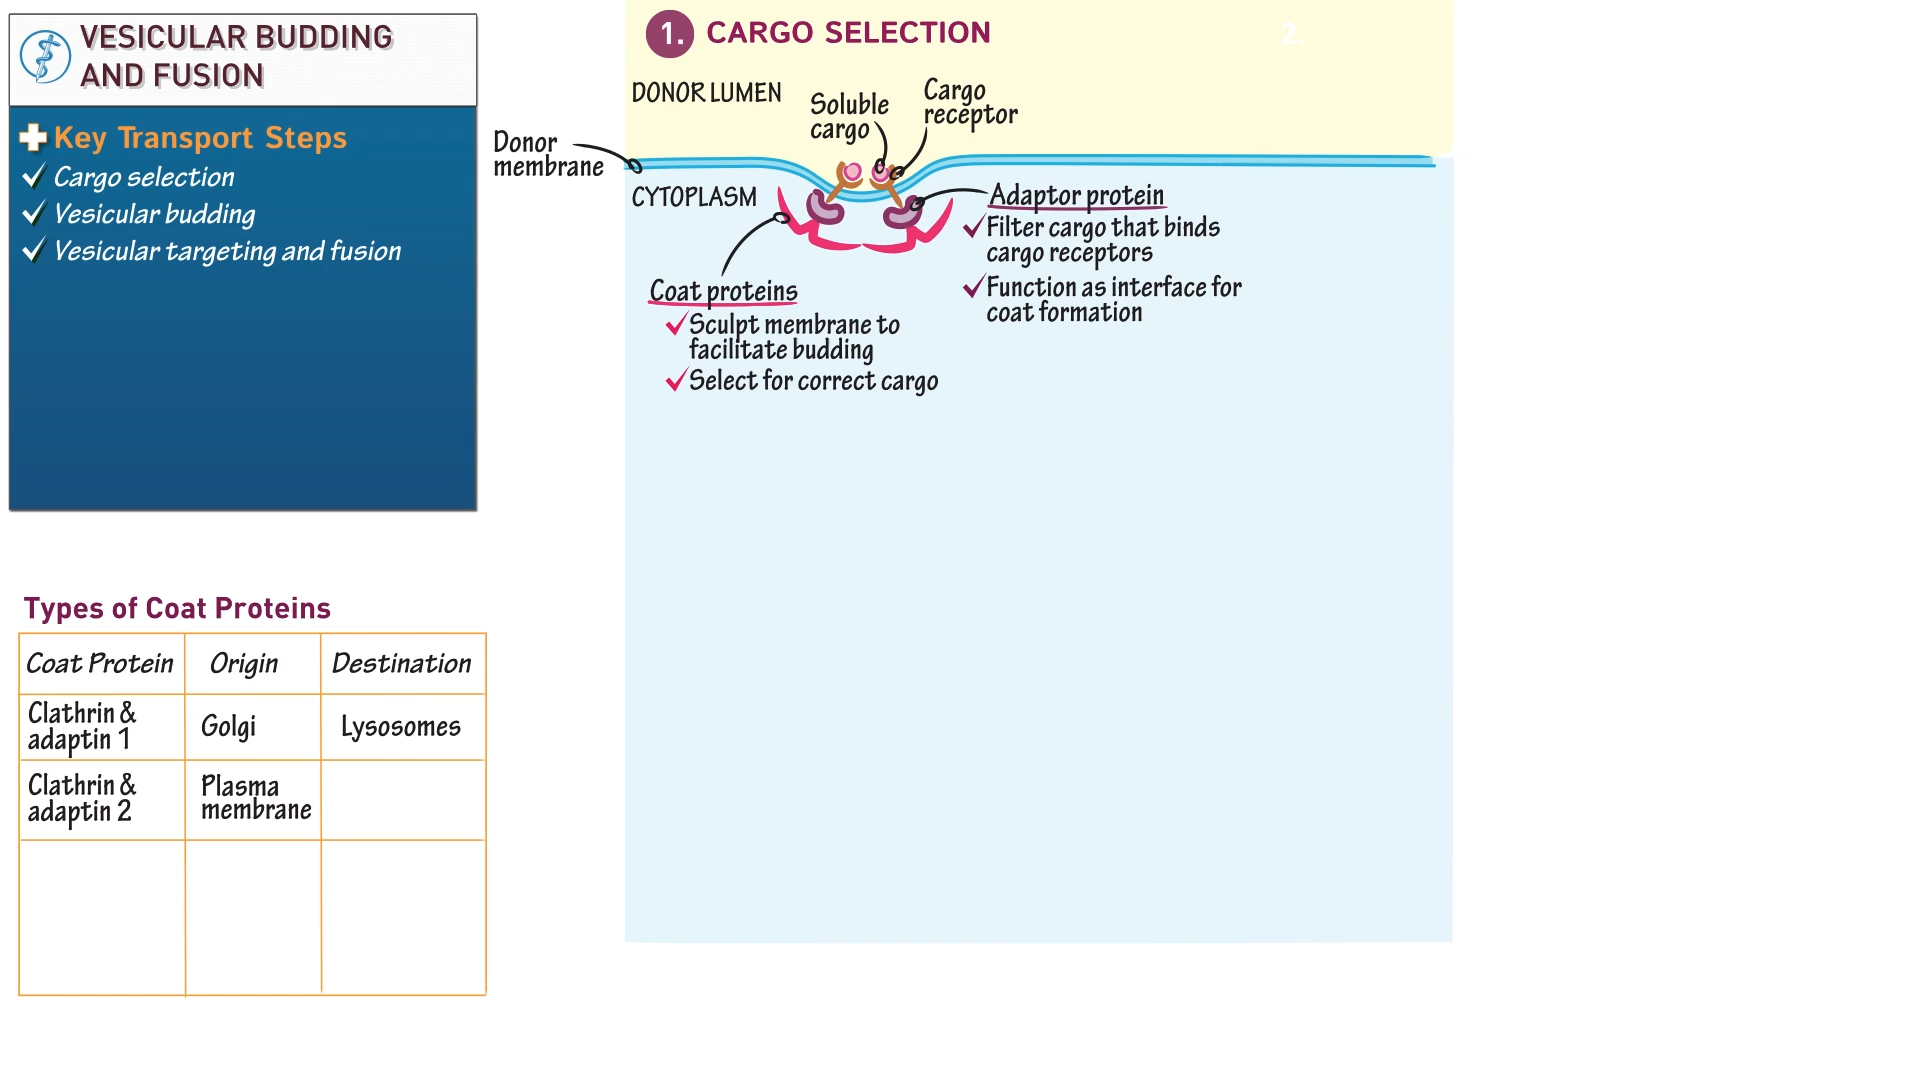 VESICULAR BUDDING
AND FUSION
Key Transport Steps
Cargo selection
Vesicular budding
Vesicular targeting and fusion
1. CARGO SELECTION
2.
DONOR LUMEN
Soluble
cargo
Cargo
receptor
Donor
membrane
CYTOPLASM
Adaptor protein
Filter cargo that binds
cargo receptors
Function as interface for
coat formation
Coat proteins
Sculpt membrane to
facilitate budding
Select for correct cargo
Types of Coat Proteins
Coat Protein Origin Destination
Clathrin &
adaptin 1
Golgi
Lysosomes
Clathrin &
adaptin 2
Plasma
membrane